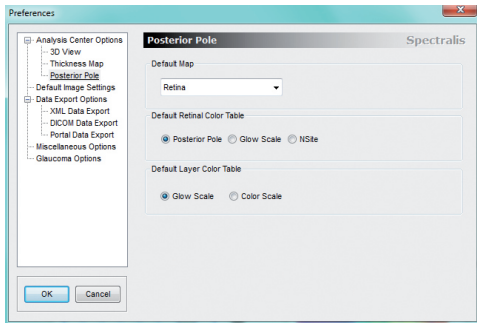 Preferences
Analysis Center Options
3D View
Thickness Map
Posterior Pole
Default Image Settings
Data Export Options
XML Data Export
DICOM Data Export
Portal Data Export
Miscellaneous Options
Glaucoma Options
OK Cancel
Posterior Pole Spectralis
Default Map
Retina
Default Retinal Color Table
Posterior Pole Glow Scale NSite
Default Layer Color Table
Glow Scale Color Scale